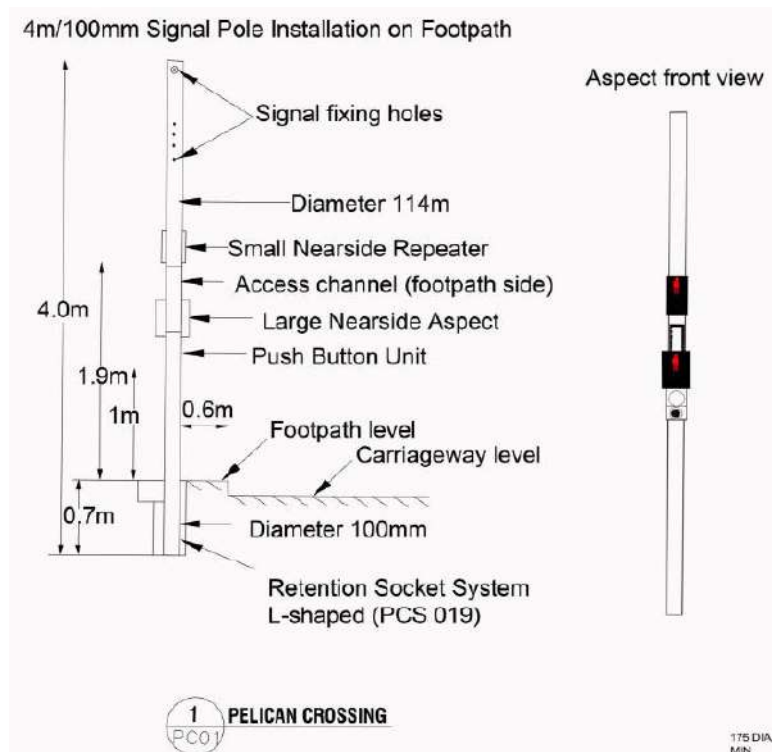 4m/100mm Signal Pole Installation on Footpath
Aspect front view
Signal fixing holes
Diameter 114m
Small Nearside Repeater
Access channel (footpath side)
4.0m
Large Nearside Aspect
Push Button Unit
1.9m
1m
0.6m
Footpath level
Carriageway level
0.7m
Diameter 100mm
Retention Socket System
L-shaped (PCS 019)
1
PELICAN CROSSING
PC01
175 DIA
MIN